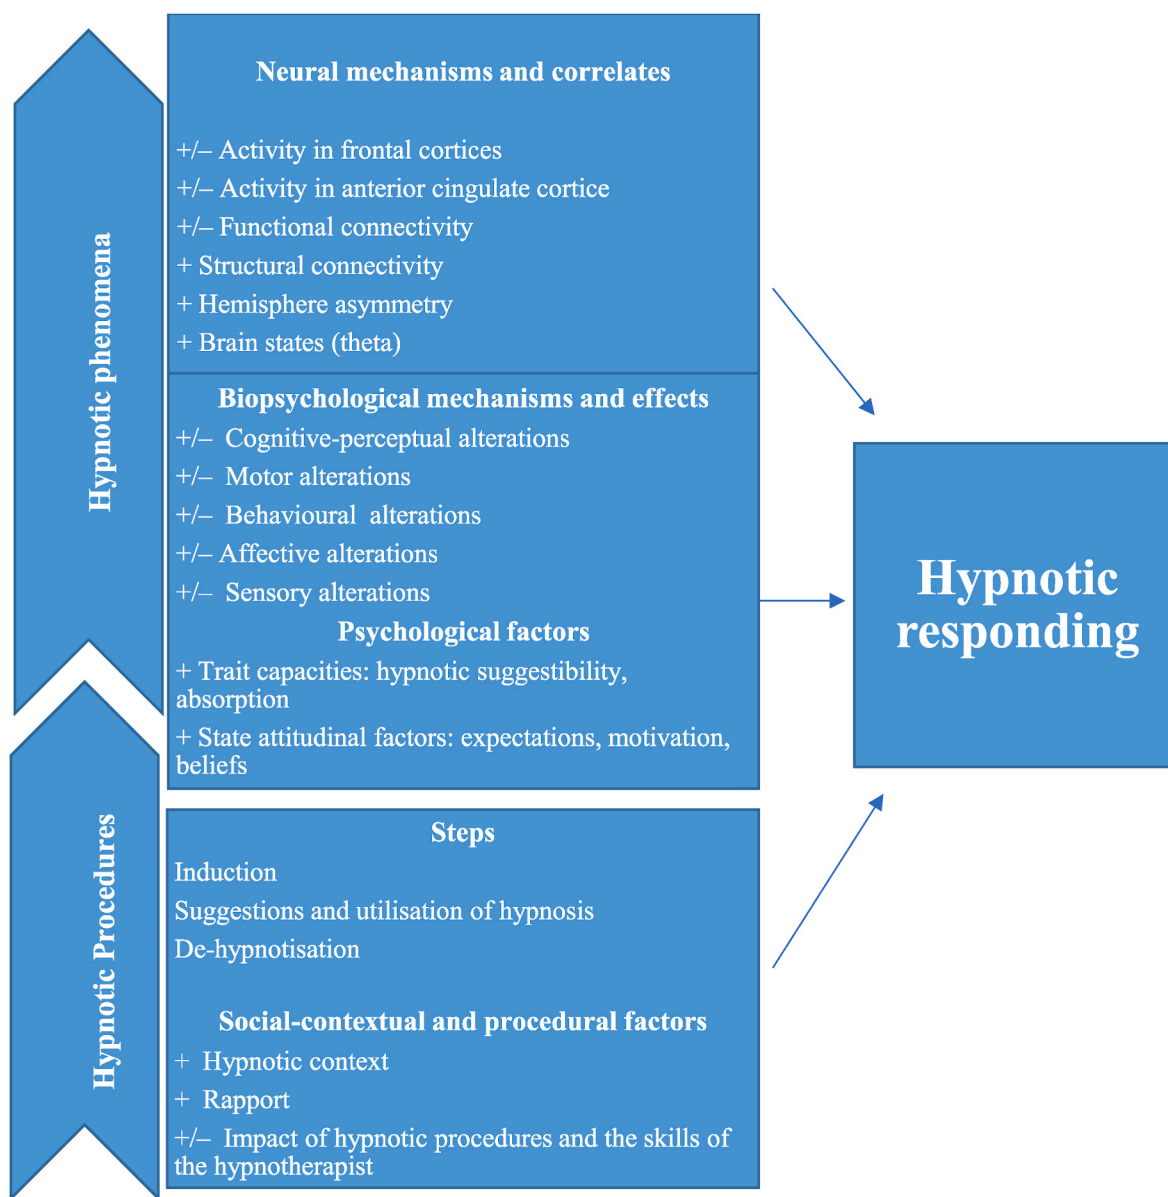 Hypnotic phenomena
Neural mechanisms and correlates
+/– Activity in frontal cortices
+/– Activity in anterior cingulate cortice
+/– Functional connectivity
+ Structural connectivity
+ Hemisphere asymmetry
+ Brain states (theta)
Biopsychological mechanisms and effects
+/– Cognitive-perceptual alterations
+/– Motor alterations
+/– Behavioural alterations
+/– Affective alterations
+/– Sensory alterations
Psychological factors
+ Trait capacities: hypnotic suggestibility,
absorption
+ State attitudinal factors: expectations, motivation,
beliefs
Hypnotic Procedures
Steps
Induction
Suggestions and utilisation of hypnosis
De-hypnotisation
Social-contextual and procedural factors
+ Hypnotic context
+ Rapport
+/– Impact of hypnotic procedures and the skills of
the hypnotherapist
Hypnotic
responding